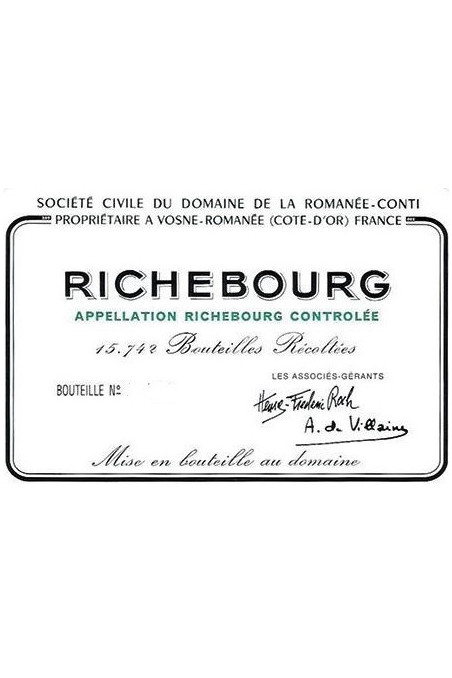 SOCIÉTÉ CIVILE DU DOMAINE DE LA ROMANÉE-CONTI
PROPRIÉTAIRE A VOSNE-ROMANÉE (COTE-D'OR) FRANCE
RICHEBOURG
APPELLATION RICHEBOURG CONTROLÉE
15.742 Bouteilles Récoltées
LES ASSOCIÉS-GÉRANTS
BOUTEILLE No
Henry-Frédéric Roch
A. de Villaine
Mise en bouteille au domaine